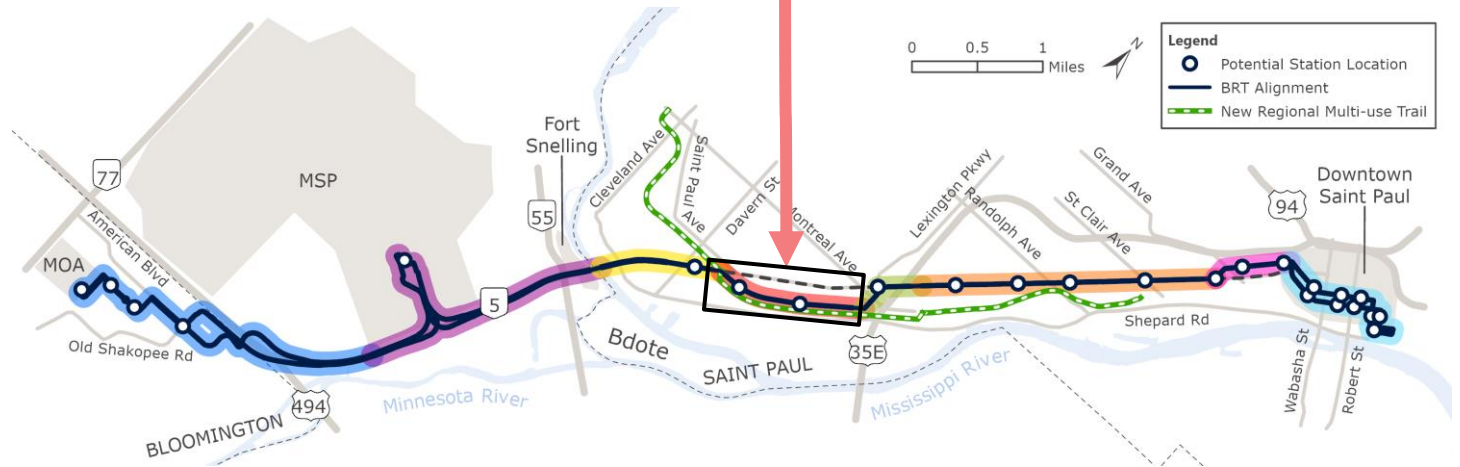 0 0.5 1
Miles
N
Legend
Potential Station Location
BRT Alignment
New Regional Multi-use Trail
77
American Blvd
MSP
MOA
Old Shakopee Rd
494
BLOOMINGTON
Minnesota River
5
55
Fort
Snelling
Cleveland Ave
Saint Paul Ave
Davern St
Montreal Ave
Bdote
SAINT PAUL
35E
Mississippi River
Lexington Pkwy
Randolph Ave
St Clair Ave
Grand Ave
Shepard Rd
94
Downtown
Saint Paul
Wabasha St
Robert St